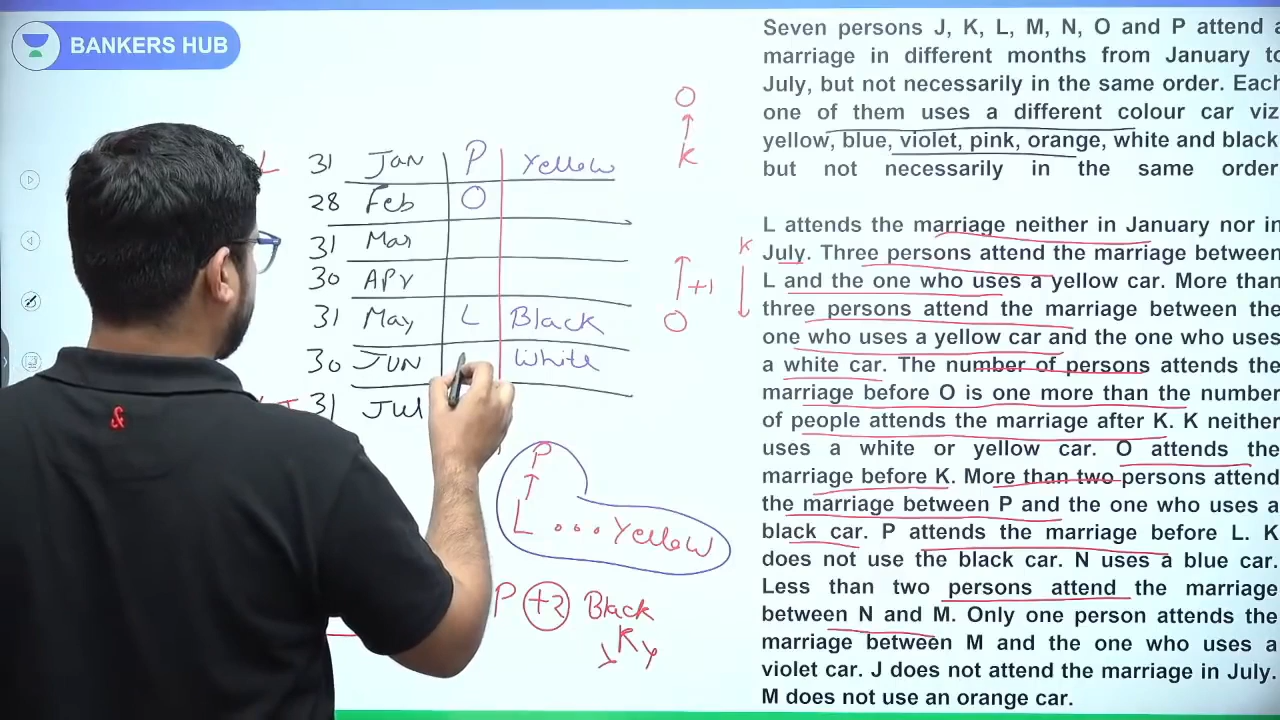 BANKERS HUB
Seven persons J, K, L, M, N, O and P attend a
marriage in different months from January to
July, but not necessarily in the same order. Each
one of them uses a different colour car viz
yellow, blue, violet, pink, orange, white and black
but not necessarily in the same order
L attends the marriage neither in January nor in
July. Three persons attend the marriage between
L and the one who uses a yellow car. More than
three persons attend the marriage between the
one who uses a yellow car and the one who uses
a white car. The number of persons attends the
marriage before O is one more than the number
of people attends the marriage after K. K neither
uses a white or yellow car. O attends the
marriage before K. More than two persons attend
the marriage between P and the one who uses a
black car. P attends the marriage before L. K
does not use the black car. N uses a blue car.
Less than two persons attend the marriage
between N and M. Only one person attends the
marriage between M and the one who uses a
violet car. J does not attend the marriage in July.
M does not use an orange car.
31 Jan P Yellow
28 Feb O
31 Mar
30 APr
31 May L Black
30 JUN White
31 Jul
O
K
K
+1
O
P
L ... Yellow
P +2 Black
K